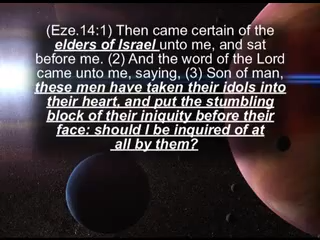 (Eze.14:1) Then came certain of the
elders of Israel unto me, and sat
before me. (2) And the word of the Lord
came unto me, saying, (3) Son of man,
these men have taken their idols into
their heart, and put the stumbling
block of their iniquity before their
face: should I be inquired of at
all by them?